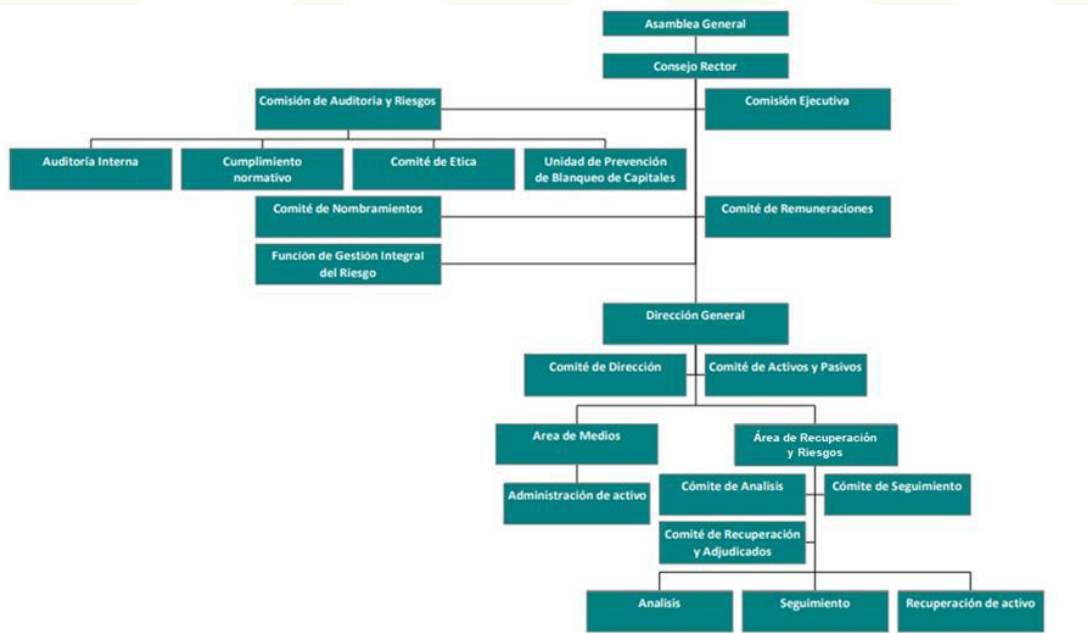 Asamblea General
Consejo Rector
Comisión de Auditoria y Riesgos
Comisión Ejecutiva
Auditoría Interna
Cumplimiento
normativo
Comité de Etica
Unidad de Prevención
de Blanqueo de Capitales
Comité de Nombramientos
Comité de Remuneraciones
Función de Gestión Integral
del Riesgo
Dirección General
Comité de Dirección
Comité de Activos y Pasivos
Area de Medios
Área de Recuperación
y Riesgos
Administración de activo
Cómite de Analisis
Cómite de Seguimiento
Comité de Recuperación
y Adjudicados
Analisis
Seguimiento
Recuperación de activo